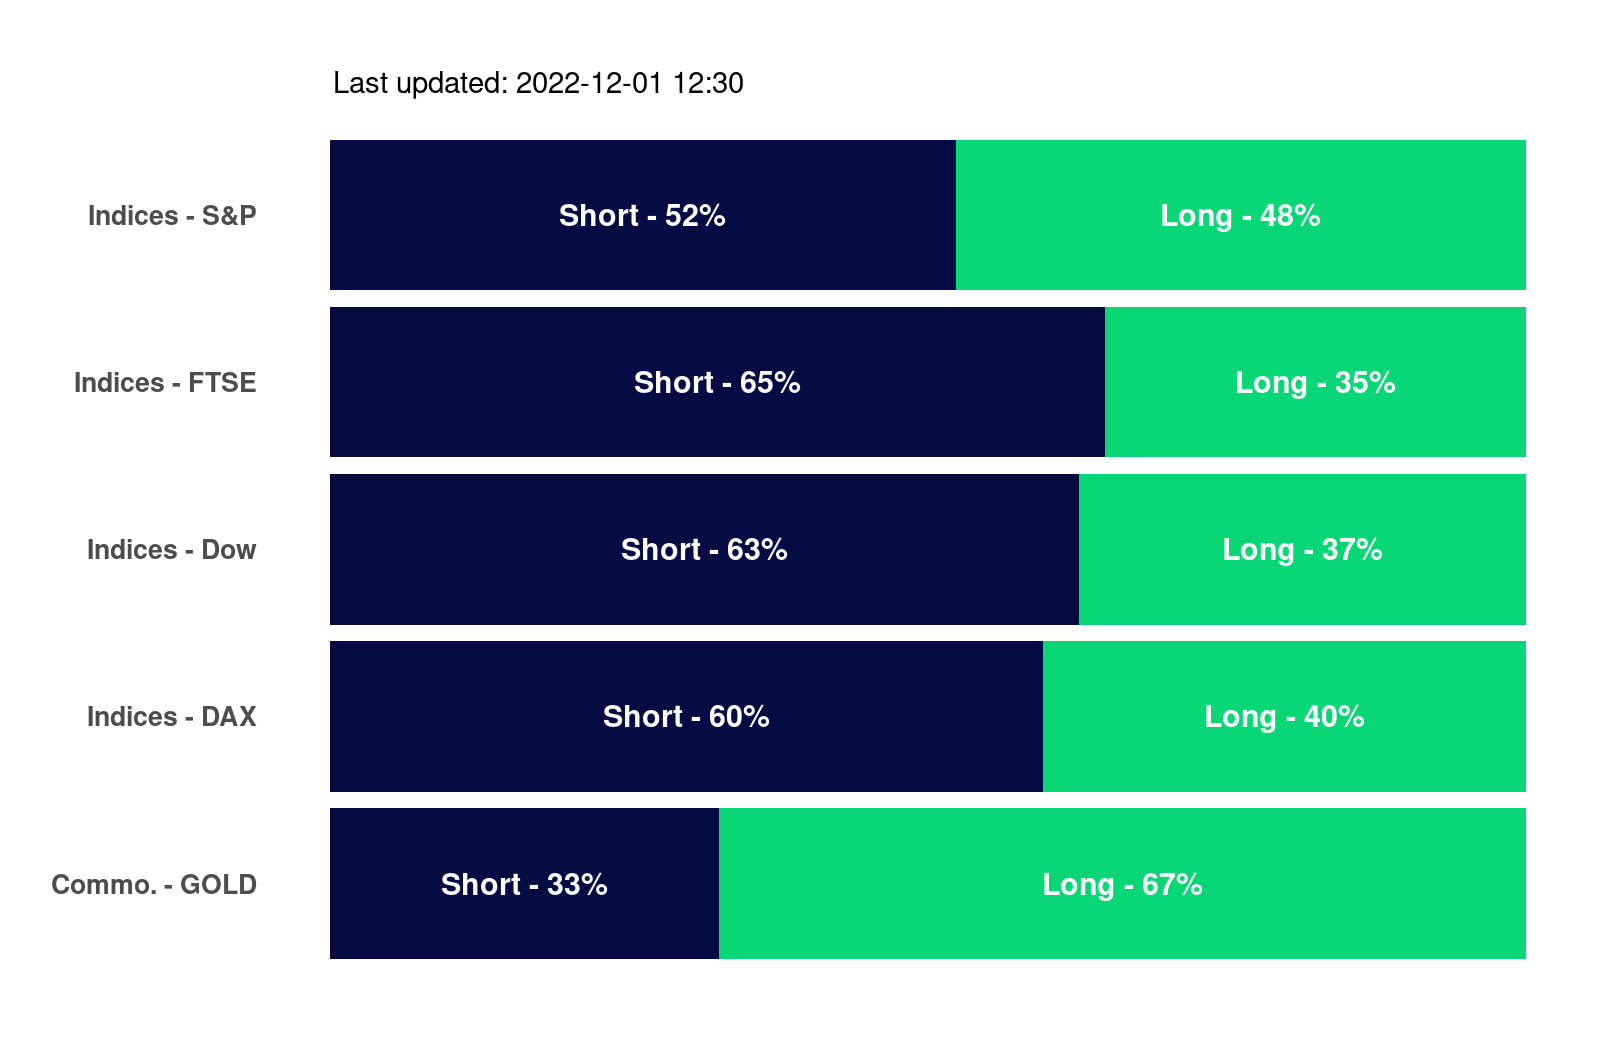 Last updated: 2022-12-01 12:30
Indices - S&P Short - 52% Long - 48%
Indices - FTSE Short - 65% Long - 35%
Indices - Dow Short - 63% Long - 37%
Indices - DAX Short - 60% Long - 40%
Commo. - GOLD Short - 33% Long - 67%